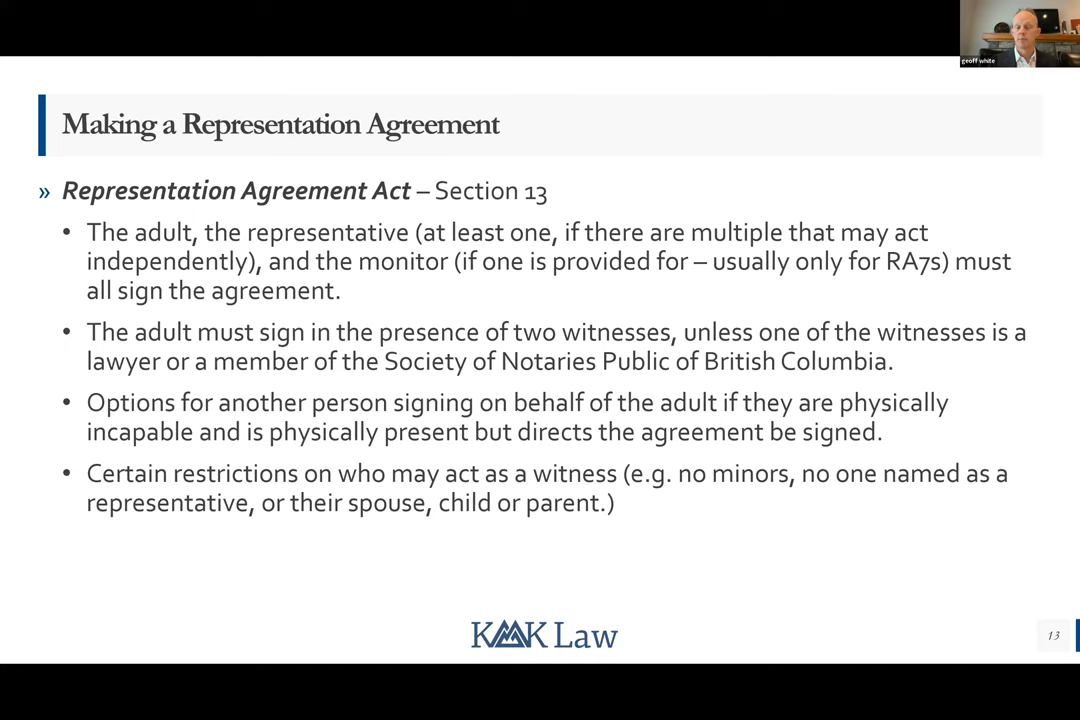 geoff white
Making a Representation Agreement
» Representation Agreement Act – Section 13
• The adult, the representative (at least one, if there are multiple that may act
independently), and the monitor (if one is provided for – usually only for RA7s) must
all sign the agreement.
• The adult must sign in the presence of two witnesses, unless one of the witnesses is a
lawyer or a member of the Society of Notaries Public of British Columbia.
• Options for another person signing on behalf of the adult if they are physically
incapable and is physically present but directs the agreement be signed.
• Certain restrictions on who may act as a witness (e.g. no minors, no one named as a
representative, or their spouse, child or parent.)
KMK Law
13